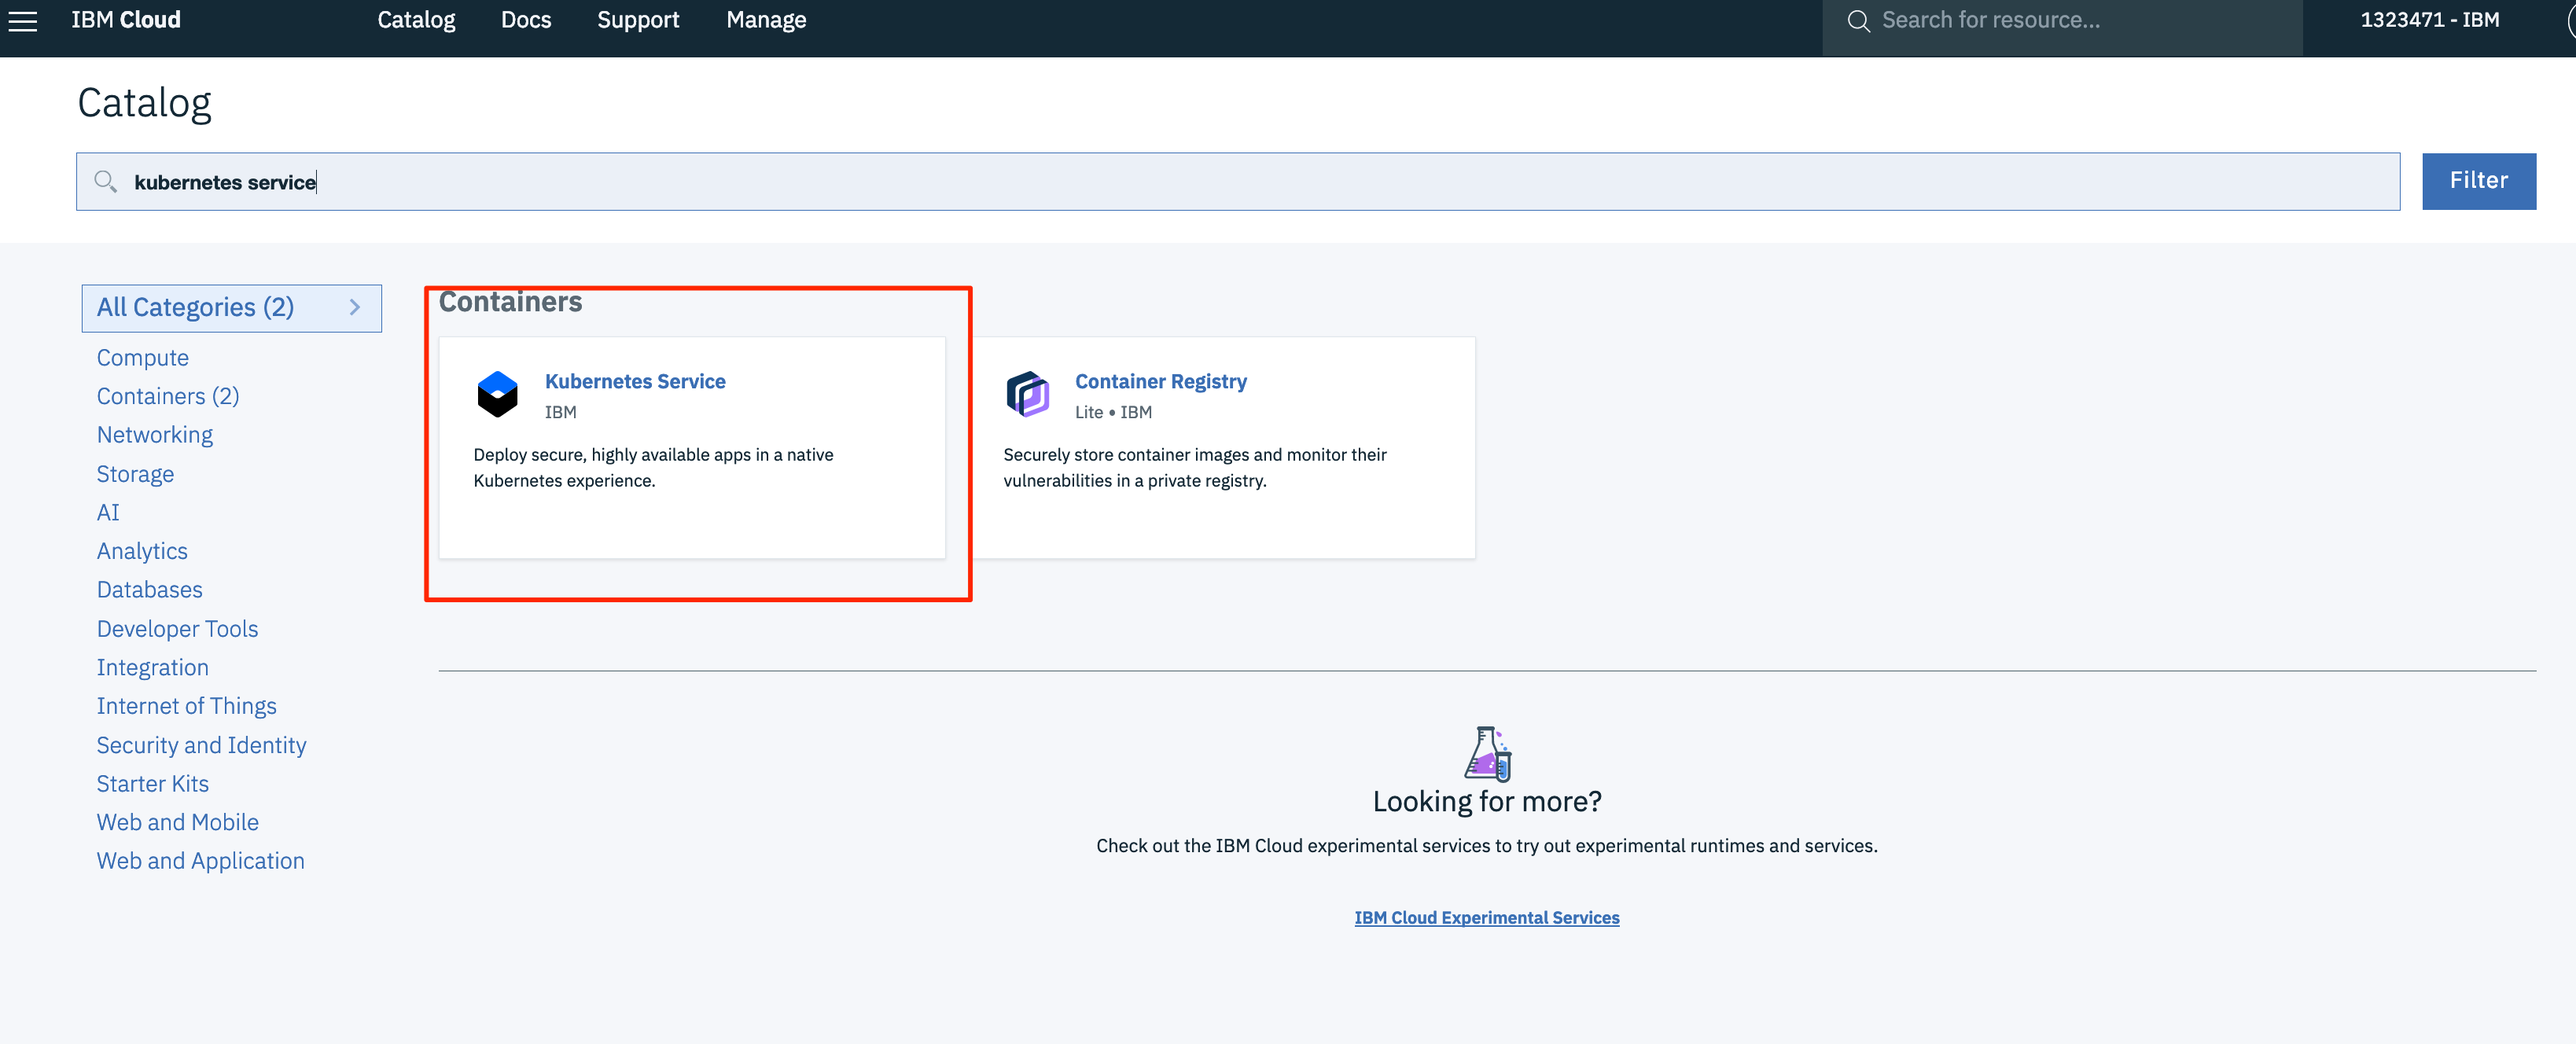 IBM Cloud Catalog Docs Support Manage Search for resource... 1323471 - IBM
Catalog
kubernetes service Filter
All Categories (2)
Compute
Containers (2)
Networking
Storage
AI
Analytics
Databases
Developer Tools
Integration
Internet of Things
Security and Identity
Starter Kits
Web and Mobile
Web and Application
Containers
Kubernetes Service
IBM
Deploy secure, highly available apps in a native
Kubernetes experience.
Container Registry
Lite • IBM
Securely store container images and monitor their
vulnerabilities in a private registry.
Looking for more?
Check out the IBM Cloud experimental services to try out experimental runtimes and services.
IBM Cloud Experimental Services